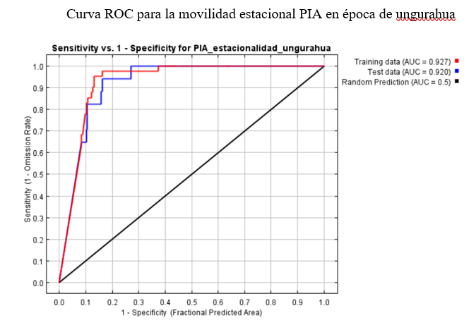 Curva ROC para la movilidad estacional PIA en época de ungurahua
Sensitivity vs. 1 - Specificity for PIA_estacionalidad_ungurahua
Training data (AUC = 0.927)
Test data (AUC = 0.920)
Random Prediction (AUC = 0.5)
Sensitivity (1 - Omission Rate)
1.0
0.9
0.8
0.7
0.6
0.5
0.4
0.3
0.2
0.1
0.0
0.0 0.1 0.2 0.3 0.4 0.5 0.6 0.7 0.8 0.9 1.0
1 - Specificity (Fractional Predicted Area)